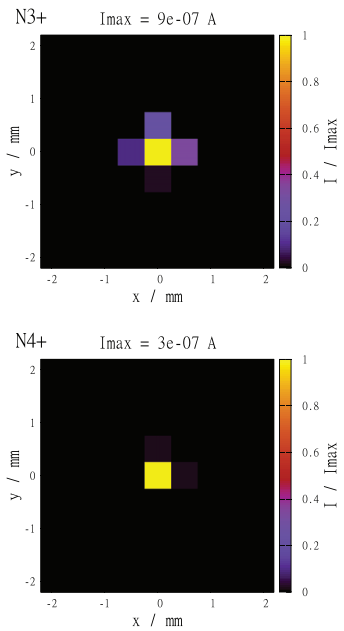 N3+ Imax = 9e-07 A
2
1
0
-1
-2
y / mm
-2 -1 0 1 2
x / mm
1
0.8
0.6
0.4
0.2
0
I / Imax
N4+ Imax = 3e-07 A
2
1
0
-1
-2
y / mm
-2 -1 0 1 2
x / mm
1
0.8
0.6
0.4
0.2
0
I / Imax